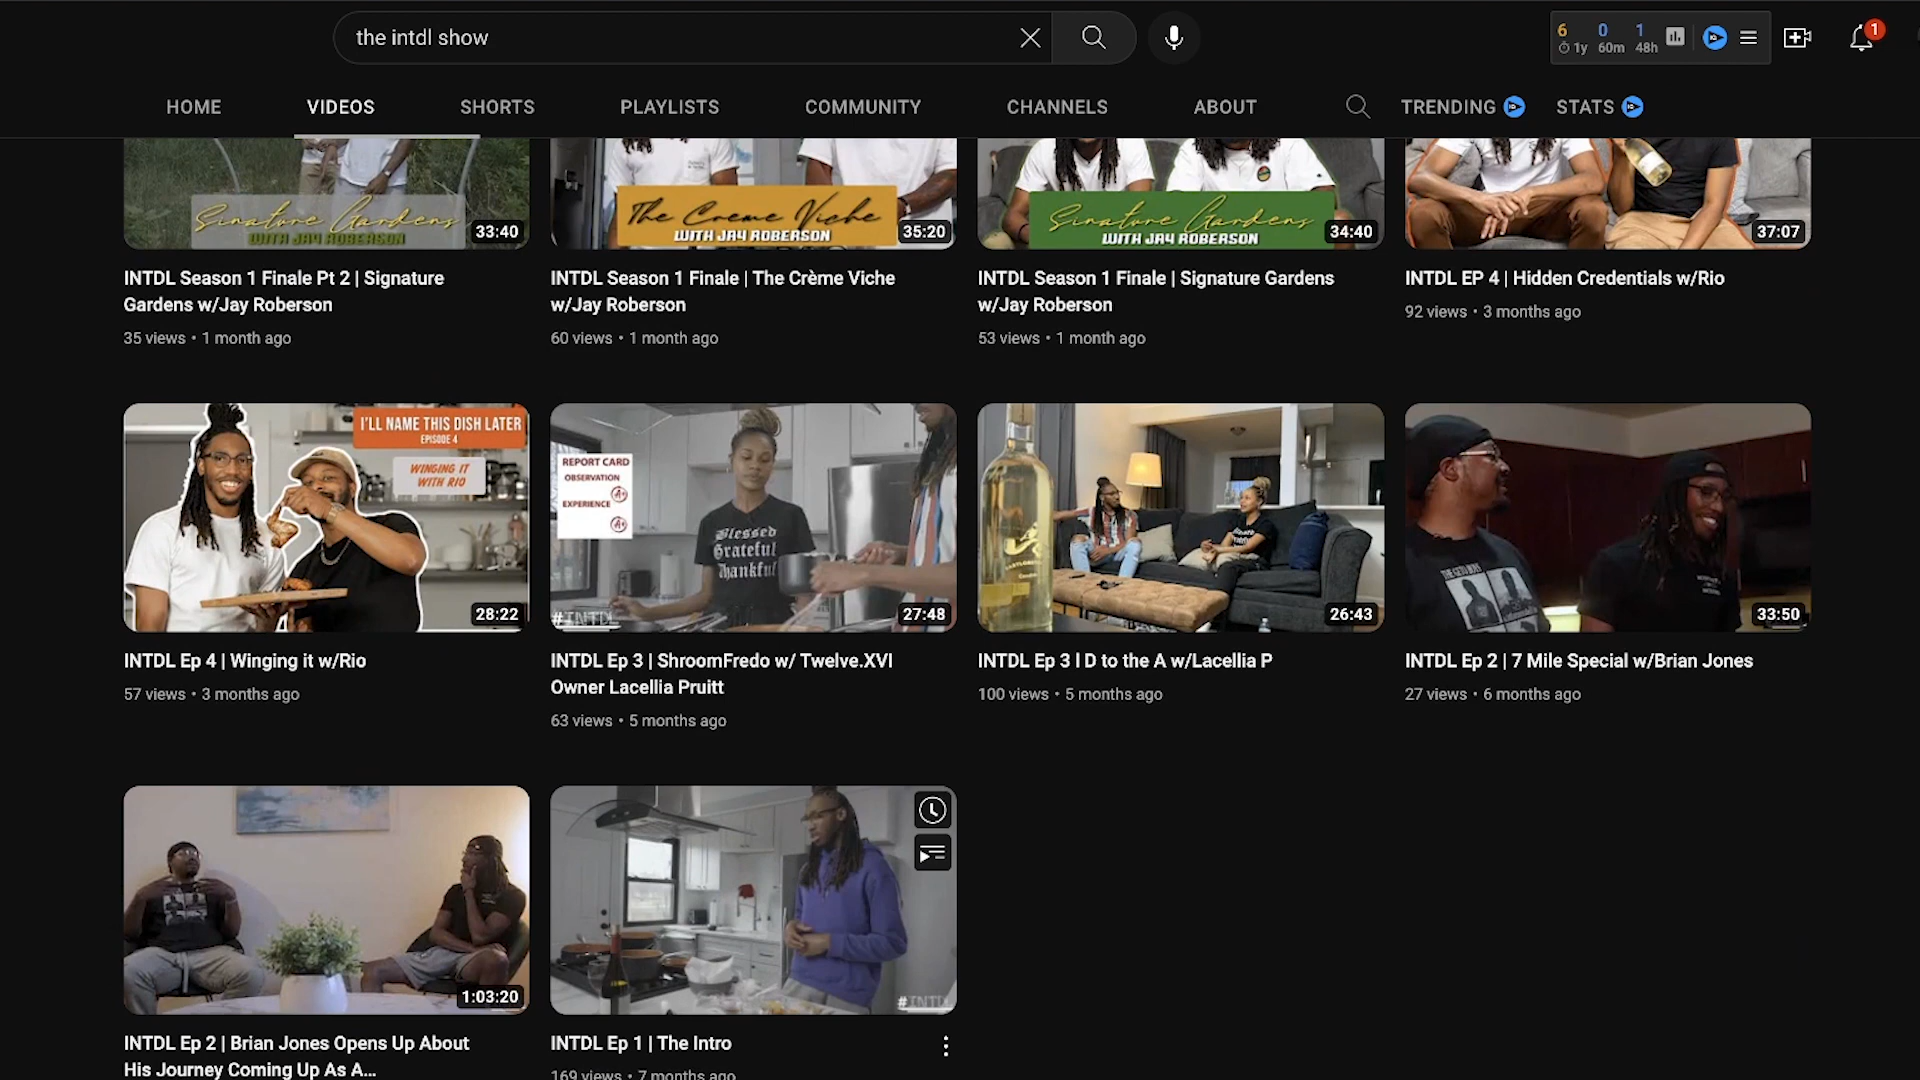 the intdl show
6 0 1
1y 60m 48h
1
HOME VIDEOS SHORTS PLAYLISTS COMMUNITY CHANNELS ABOUT TRENDING STATS
Sinature Gardens
WITH JAY ROBERSON
33:40
The Creme Viche
WITH JAY ROBERSON
35:20
Sinature Gardens
WITH JAY ROBERSON
34:40
37:07
INTDL Season 1 Finale Pt 2 | Signature
Gardens w/Jay Roberson
35 views • 1 month ago
INTDL Season 1 Finale | The Crème Viche
w/Jay Roberson
60 views • 1 month ago
INTDL Season 1 Finale | Signature Gardens
w/Jay Roberson
53 views • 1 month ago
INTDL EP 4 | Hidden Credentials w/Rio
92 views • 3 months ago
I'LL NAME THIS DISH LATER
EPISODE 4
WINGING IT
WITH RIO
28:22
REPORT CARD
OBSERVATION
A+
EXPERIENCE
A+
Blessed
Grateful
Thankful
#INTDL
27:48
26:43
THE GETO BOYS
33:50
INTDL Ep 4 | Winging it w/Rio
57 views • 3 months ago
INTDL Ep 3 | ShroomFredo w/ Twelve.XVI
Owner Lacellia Pruitt
63 views • 5 months ago
INTDL Ep 3 l D to the A w/Lacellia P
100 views • 5 months ago
INTDL Ep 2 | 7 Mile Special w/Brian Jones
27 views • 6 months ago
1:03:20
#INTDL
INTDL Ep 2 | Brian Jones Opens Up About
His Journey Coming Up As A...
INTDL Ep 1 | The Intro
169 views • 7 months ago